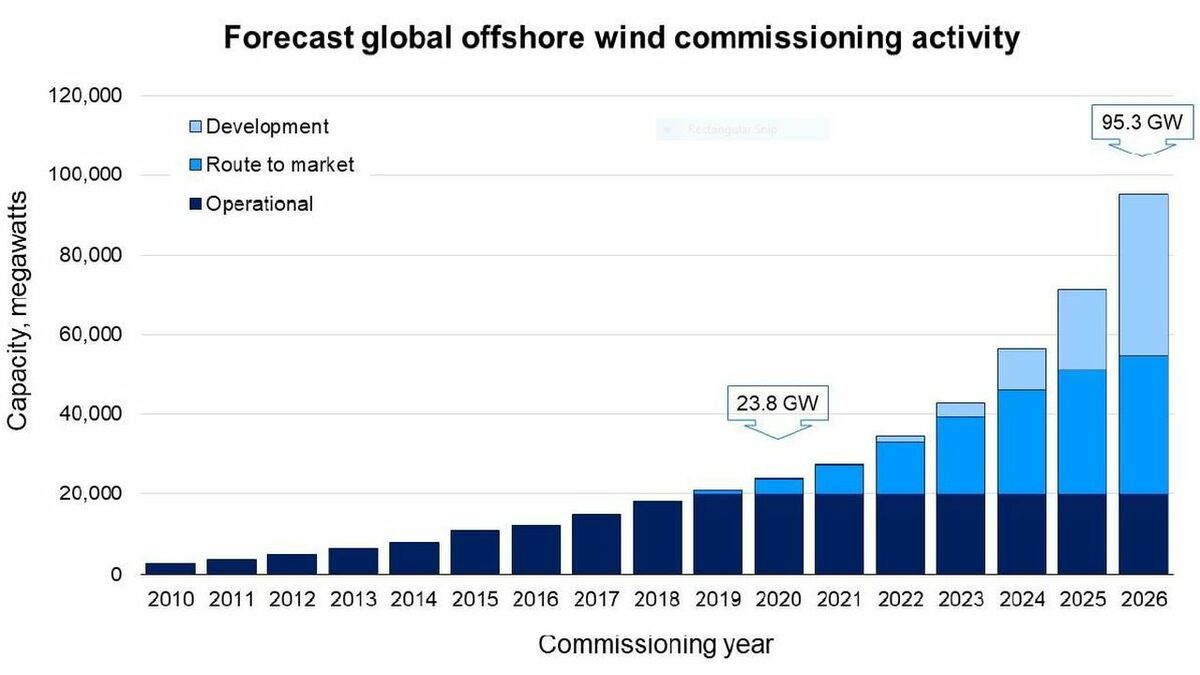 Forecast global offshore wind commissioning activity
120,000
100,000
80,000
60,000
40,000
20,000
0
Capacity, megawatts
Development
Route to market
Operational
Rectangular Snip
23.8 GW
95.3 GW
2010 2011 2012 2013 2014 2015 2016 2017 2018 2019 2020 2021 2022 2023 2024 2025 2026
Commissioning year